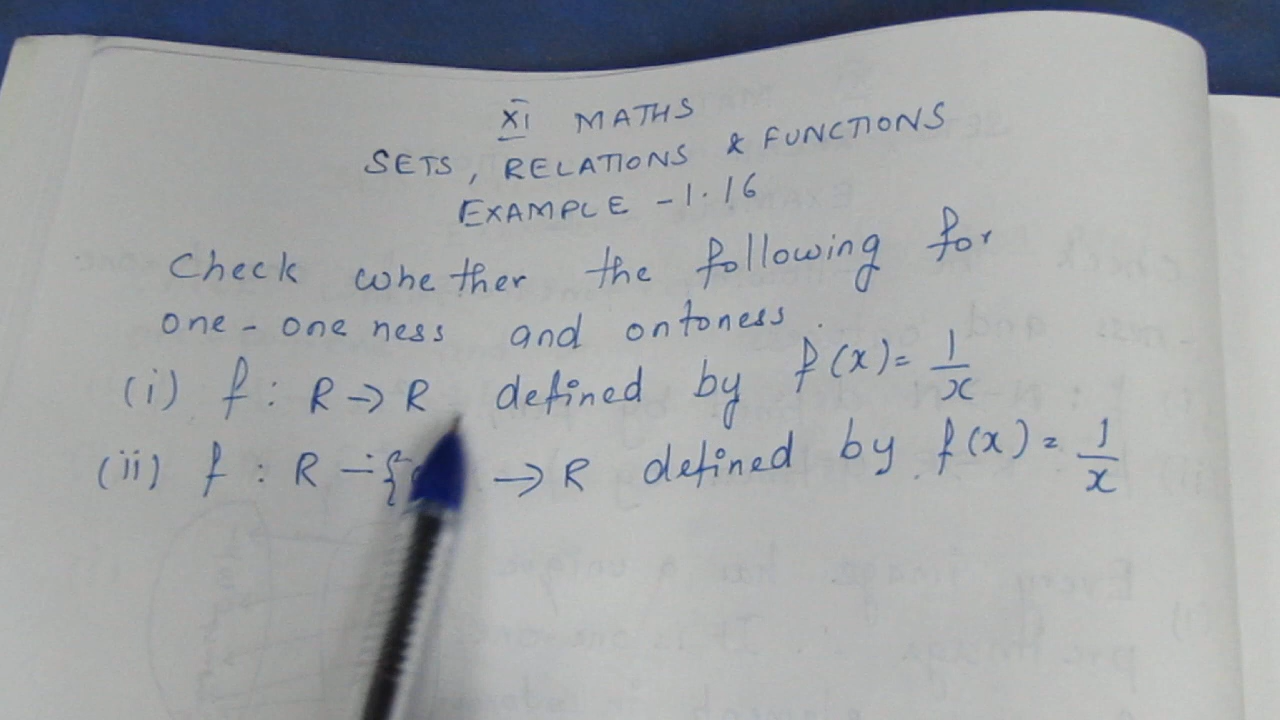 XI MATHS
SETS, RELATIONS & FUNCTIONS
EXAMPLE - 1.16
Check whether the following for
one-one ness and ontoness.
(i) f : R → R defined by f(x) = 1/x
(ii) f : R - { → R defined by f(x) = 1/x